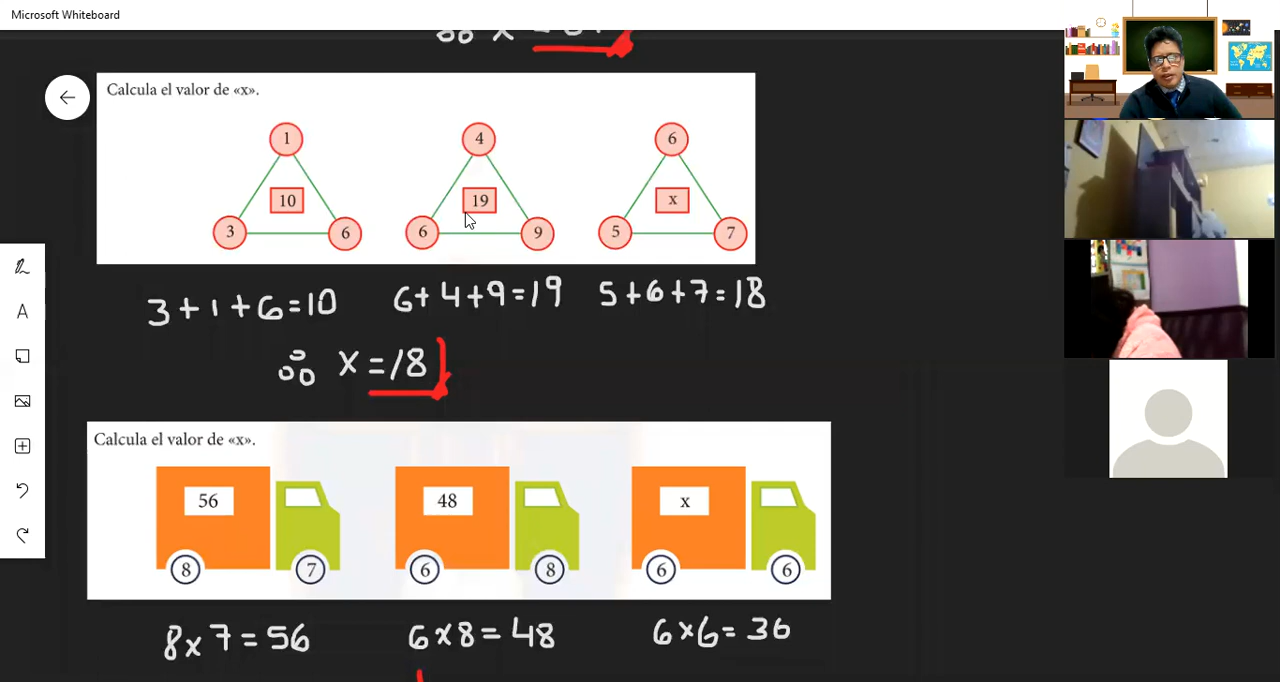 Microsoft Whiteboard
Calcula el valor de «x».
1 4 6
10 19 x
3 6 6 9 5 7
3+1+6=10 6+4+9=19 5+6+7=18
x =18
Calcula el valor de «x».
56 48 x
8 7 6 8 6 6
8x7=56 6x8=48 6x6=36